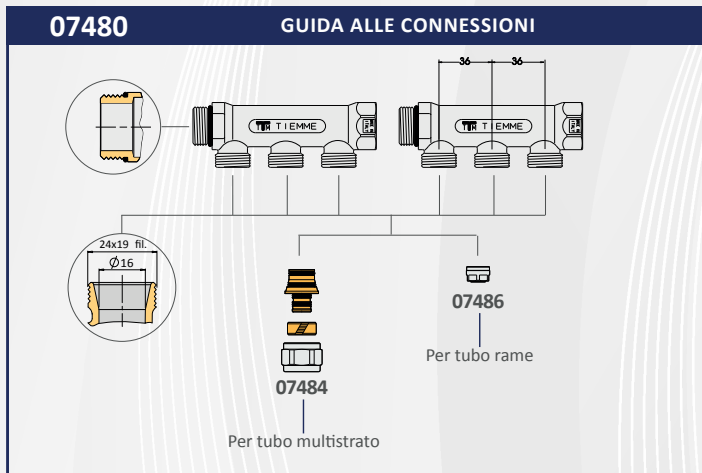 07480 GUIDA ALLE CONNESSIONI
36 36
TIEMME TIEMME
24x19 fil.
Ø16
07486
Per tubo rame
07484
Per tubo multistrato